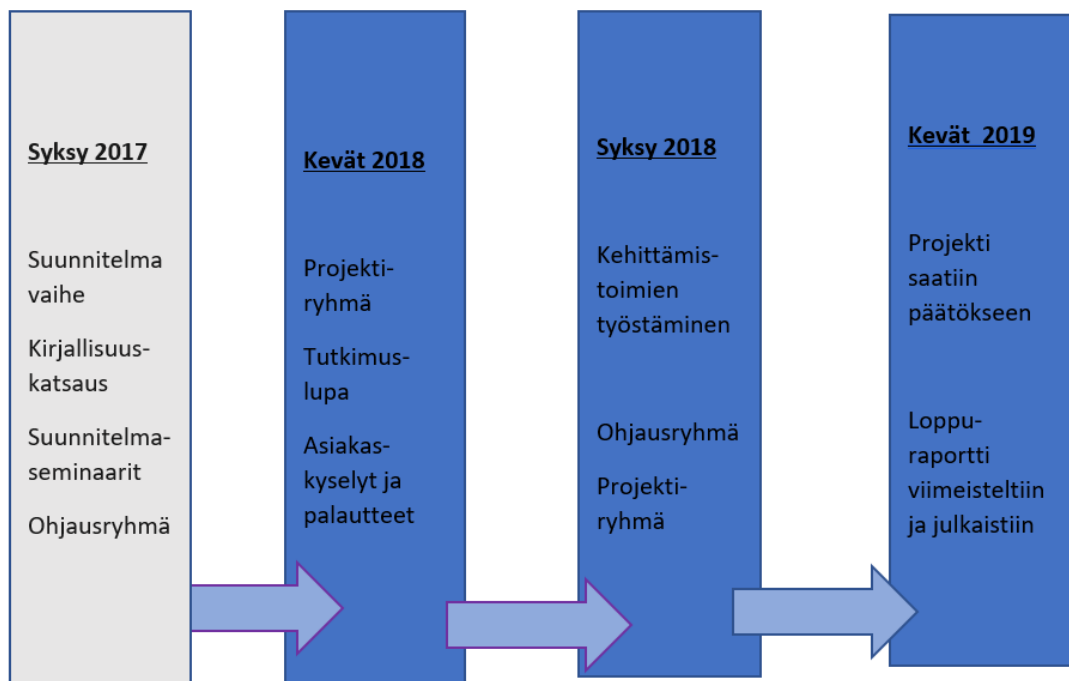 Syksy 2017
Suunnitelma
vaihe
Kirjallisuus-
katsaus
Suunnitelma-
seminaarit
Ohjausryhmä
Kevät 2018
Projekti-
ryhmä
Tutkimus-
lupa
Asiakas-
kyselyt ja
palautteet
Syksy 2018
Kehittämis-
toimien
työstäminen
Ohjausryhmä
Projekti-
ryhmä
Kevät 2019
Projekti
saatiin
päätökseen
Loppu-
raportti
viimeisteltiin
ja julkaistiin